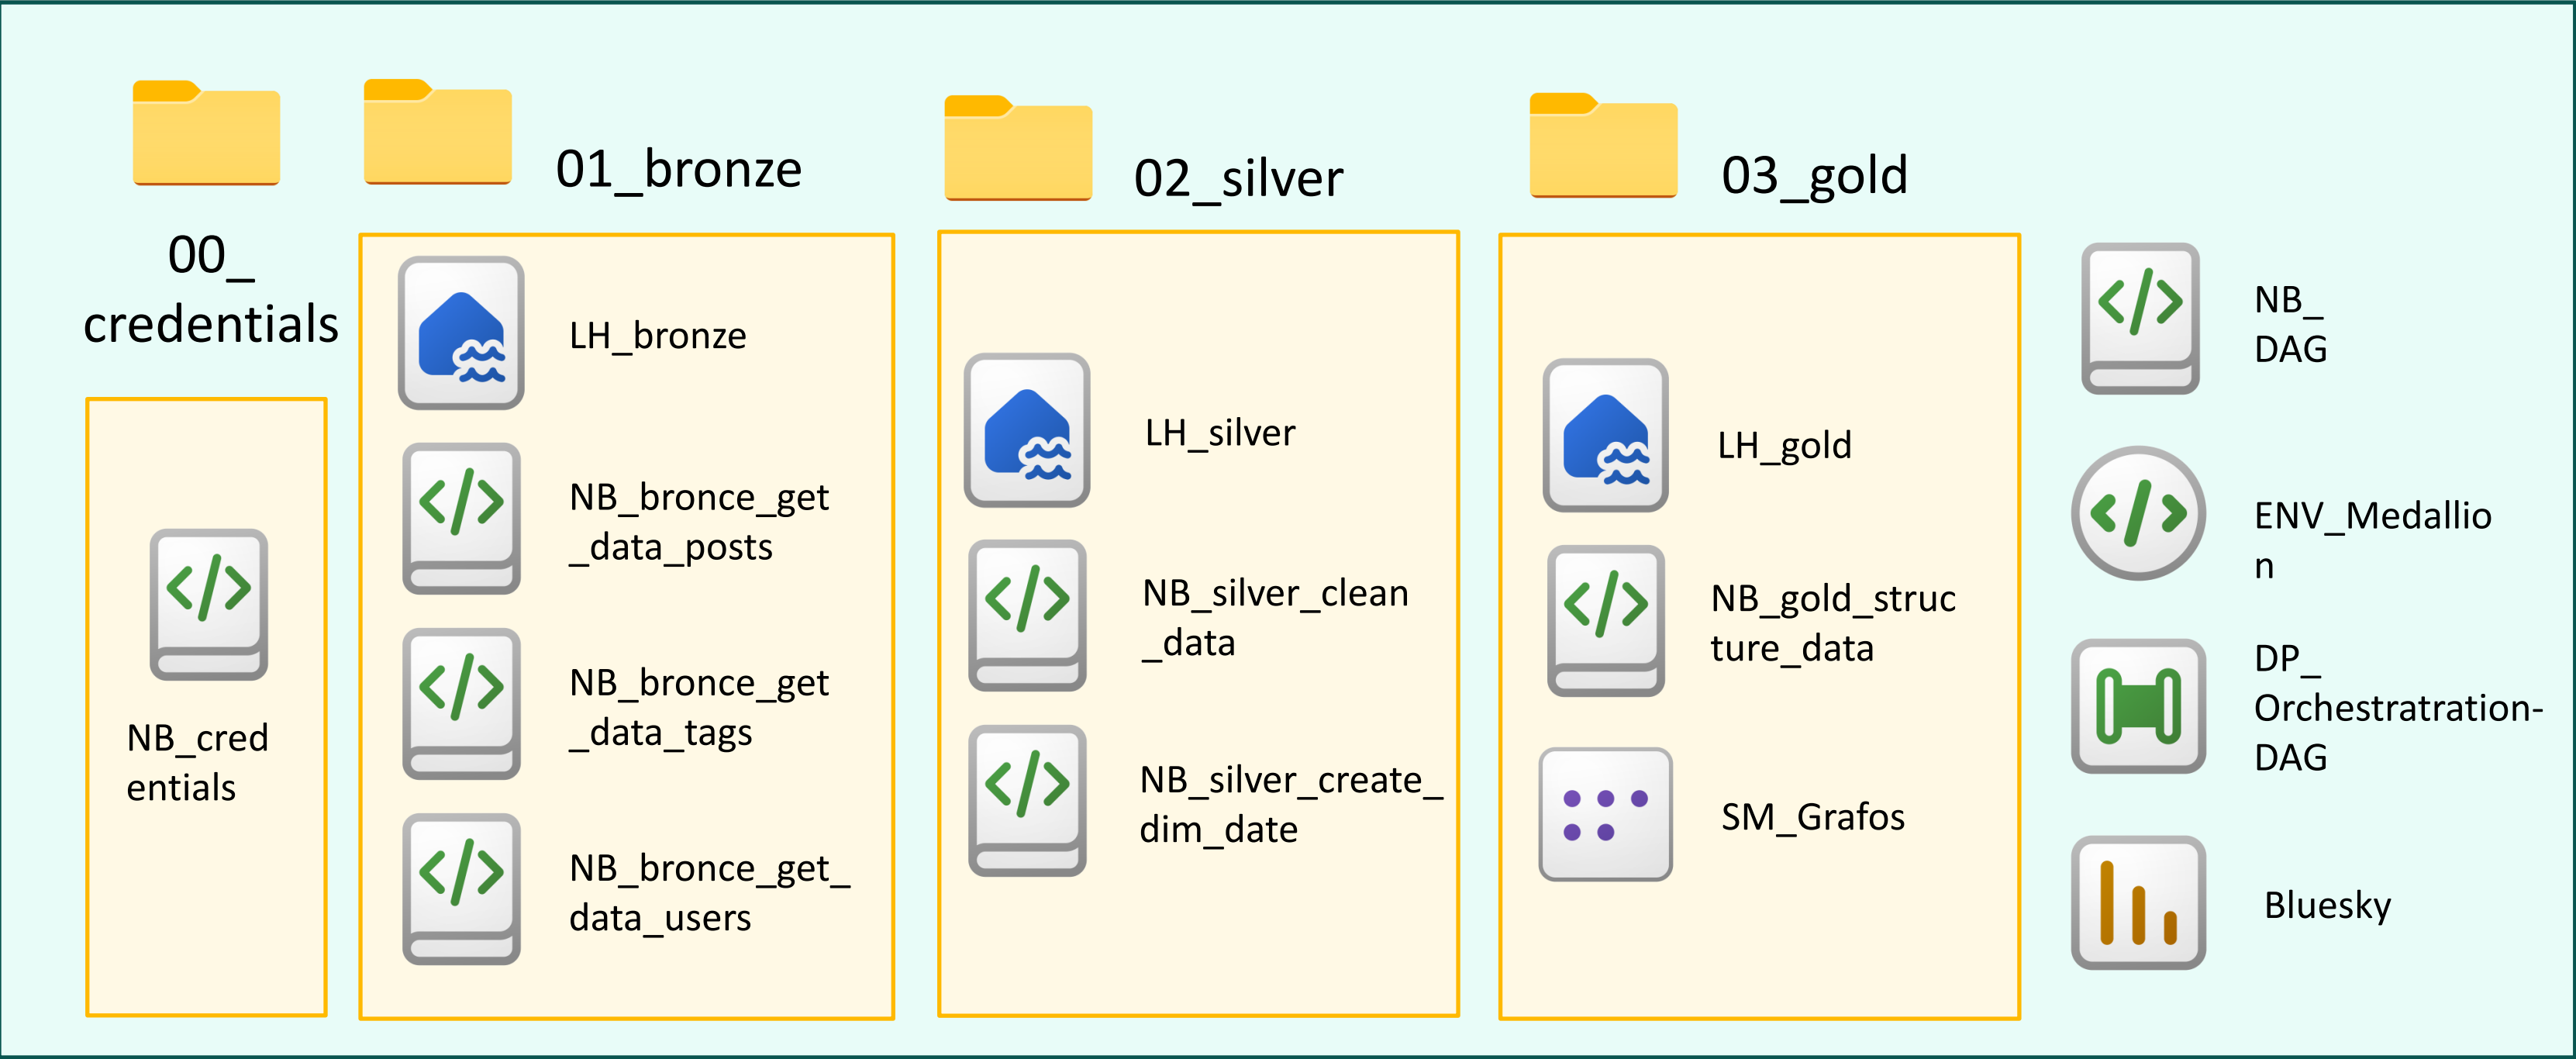 00_
credentials
NB_cred
entials
01_bronze
LH_bronze
NB_bronce_get
_data_posts
NB_bronce_get
_data_tags
NB_bronce_get_
data_users
02_silver
LH_silver
NB_silver_clean
_data
NB_silver_create_
dim_date
03_gold
LH_gold
NB_gold_struc
ture_data
SM_Grafos
NB_
DAG
ENV_Medallio
n
DP_
Orchestratration-
DAG
Bluesky